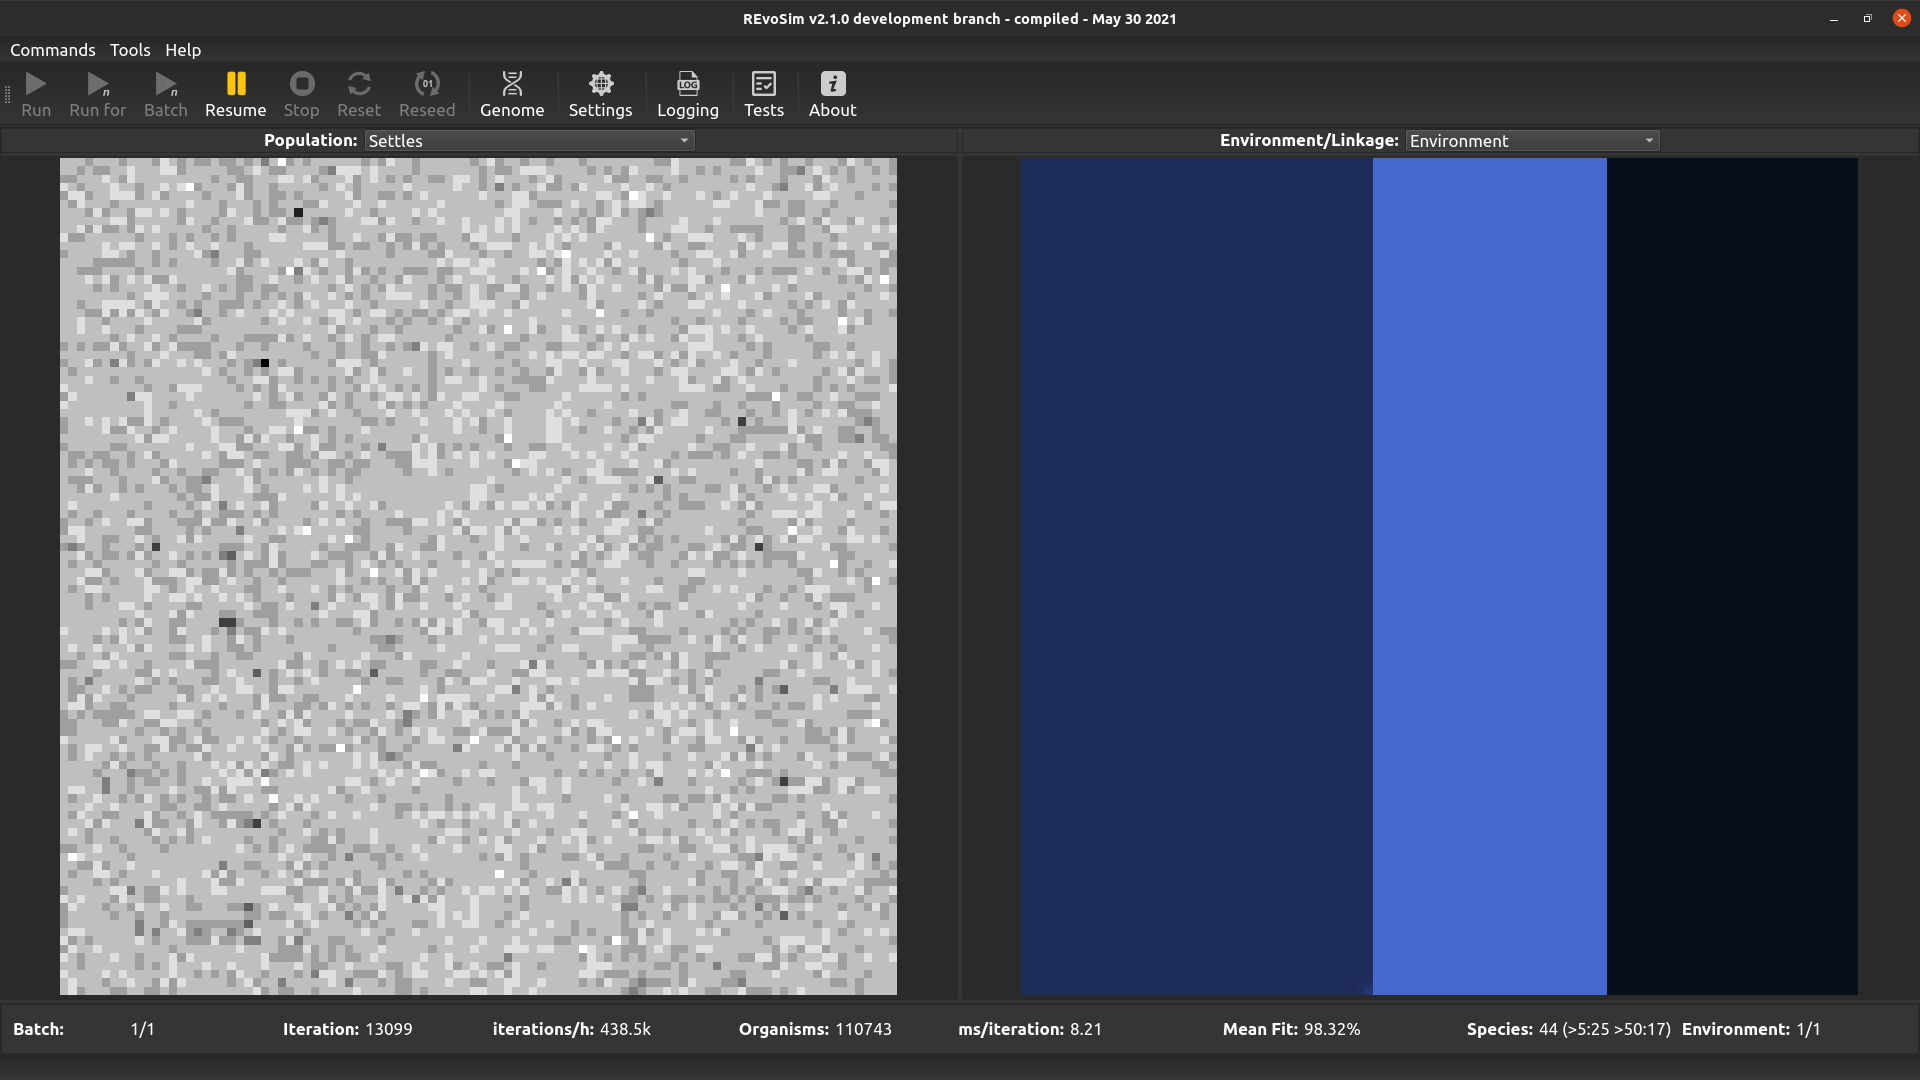 REvoSim v2.1.0 development branch - compiled - May 30 2021
Commands Tools Help
Run Run for Batch Resume Stop Reset Reseed Genome Settings Logging Tests About
Population: Settles Environment/Linkage: Environment
Batch: 1/1 Iteration: 13099 iterations/h: 438.5k Organisms: 110743 ms/iteration: 8.21 Mean Fit: 98.32% Species: 44 (>5:25 >50:17) Environment: 1/1